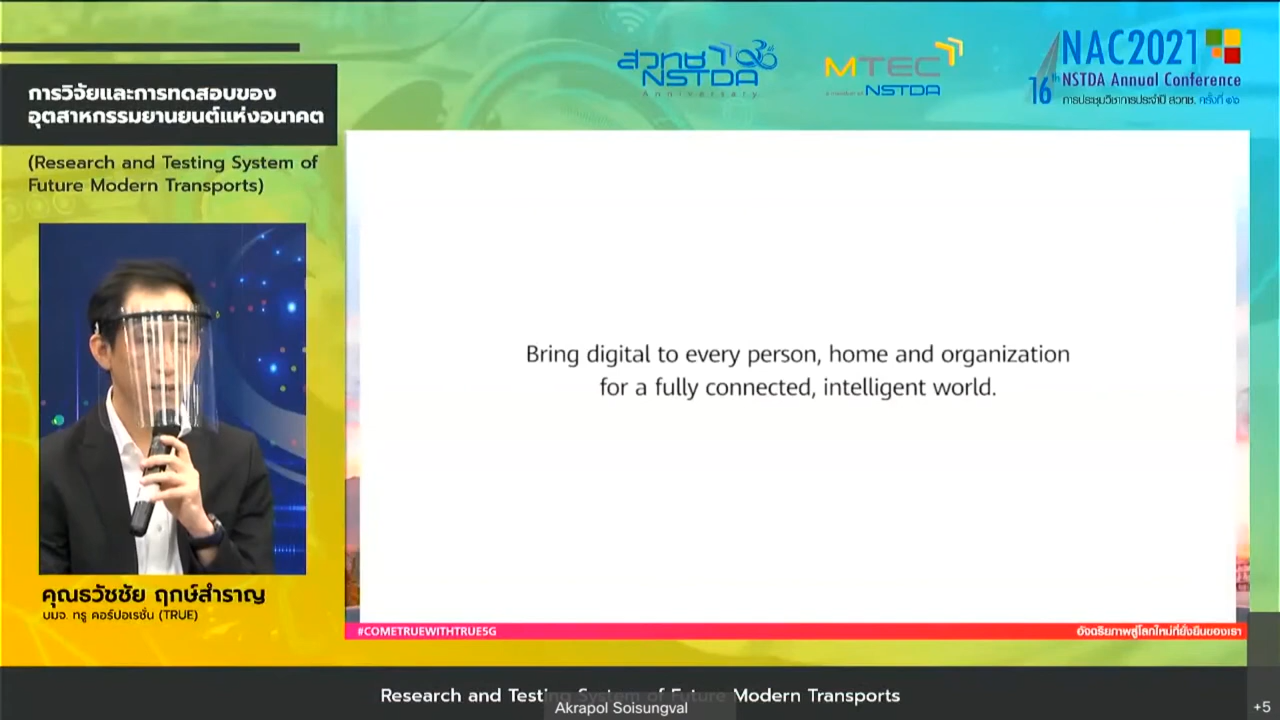 สวทช
NSTDA
Anniversary
MTEC
NSTDA
NAC2021
16th NSTDA Annual Conference
การประชุมวิชาการประจำปี สวทช. ครั้งที่ ๑๖
การวิจัยและการทดสอบของ
อุตสาหกรรมยานยนต์แห่งอนาคต
(Research and Testing System of
Future Modern Transports)
Bring digital to every person, home and organization
for a fully connected, intelligent world.
คุณธวัชชัย ฤกษ์สำราญ
บมจ. ทรู คอร์ปอเรชั่น (TRUE)
#COMETRUEWITHTRUE5G
อัจฉริยภาพสู่โลกใหม่ที่ยั่งยืนของเรา
Research and Testing System of Future Modern Transports
Akrapol Soisungval
+5